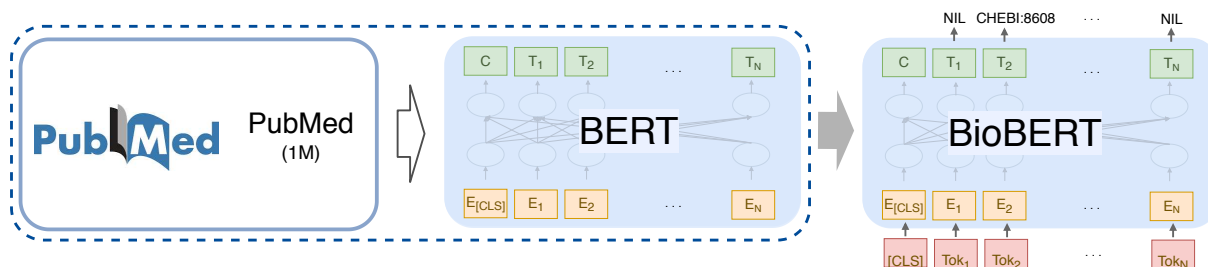 NIL CHEBI:8608 ... NIL
C T1 T2 ... TN
C T1 T2 ... TN
PubMed
PubMed
(1M)
BERT
BioBERT
E[CLS] E1 E2 ... EN
E[CLS] E1 E2 ... EN
[CLS] Tok1 Tok2 ... TokN